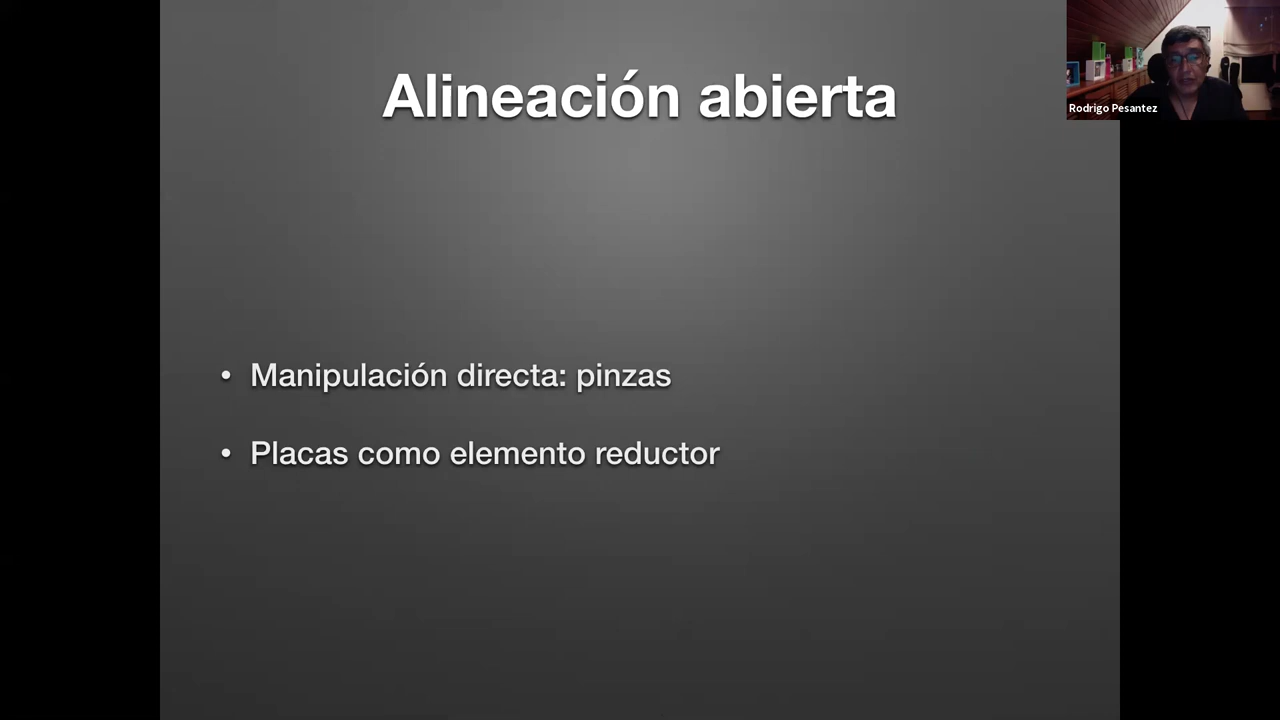 Alineación abierta
Rodrigo Pesantez
• Manipulación directa: pinzas
• Placas como elemento reductor